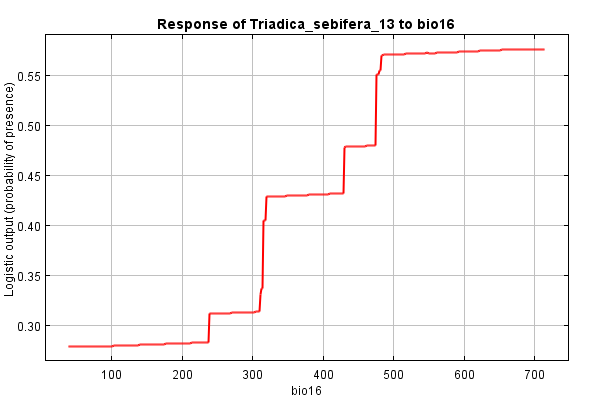 Response of Triadica_sebifera_13 to bio16
Logistic output (probability of presence)
0.55
0.50
0.45
0.40
0.35
0.30
100 200 300 400 500 600 700
bio16